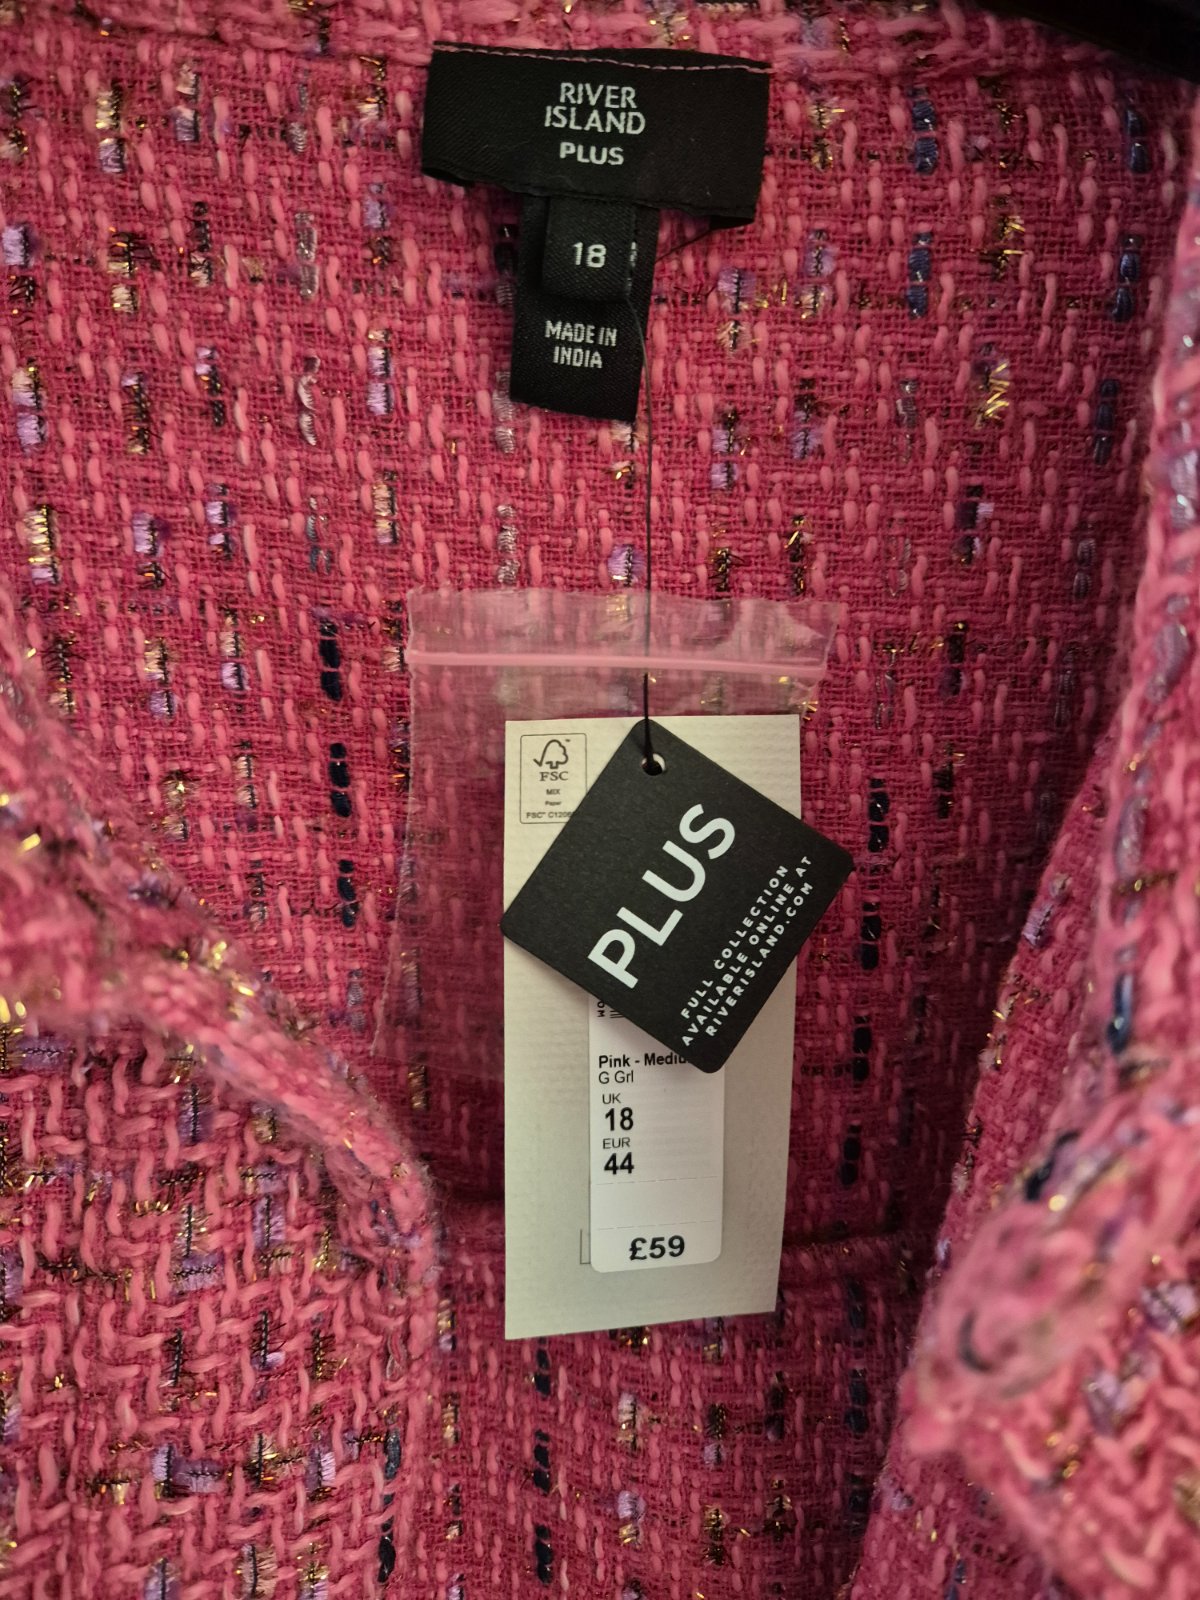 RIVER
ISLAND
PLUS
18
MADE IN
INDIA
FSC
MIX
Paper
PLUS
FULL COLLECTION
AVAILABLE ONLINE AT
RIVERISLAND.COM
Pink -
G Grl
UK
18
EUR
44
£59